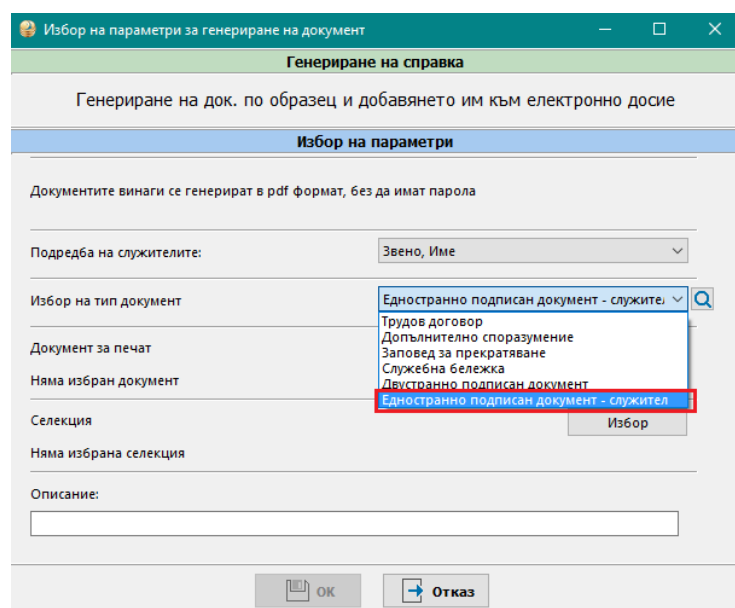 Избор на параметри за генериране на документ
Генериране на справка
Генериране на док. по образец и добавянето им към електронно досие
Избор на параметри
Документите винаги се генерират в pdf формат, без да имат парола
Подредба на служителите:
Звено, Име
Избор на тип документ
Едностранно подписан документ - служител
Трудов договор
Допълнително споразумение
Заповед за прекратяване
Служебна бележка
Двустранно подписан документ
Едностранно подписан документ - служител
Документ за печат
Няма избран документ
Селекция
Избор
Няма избрана селекция
Описание:
ОК
Отказ